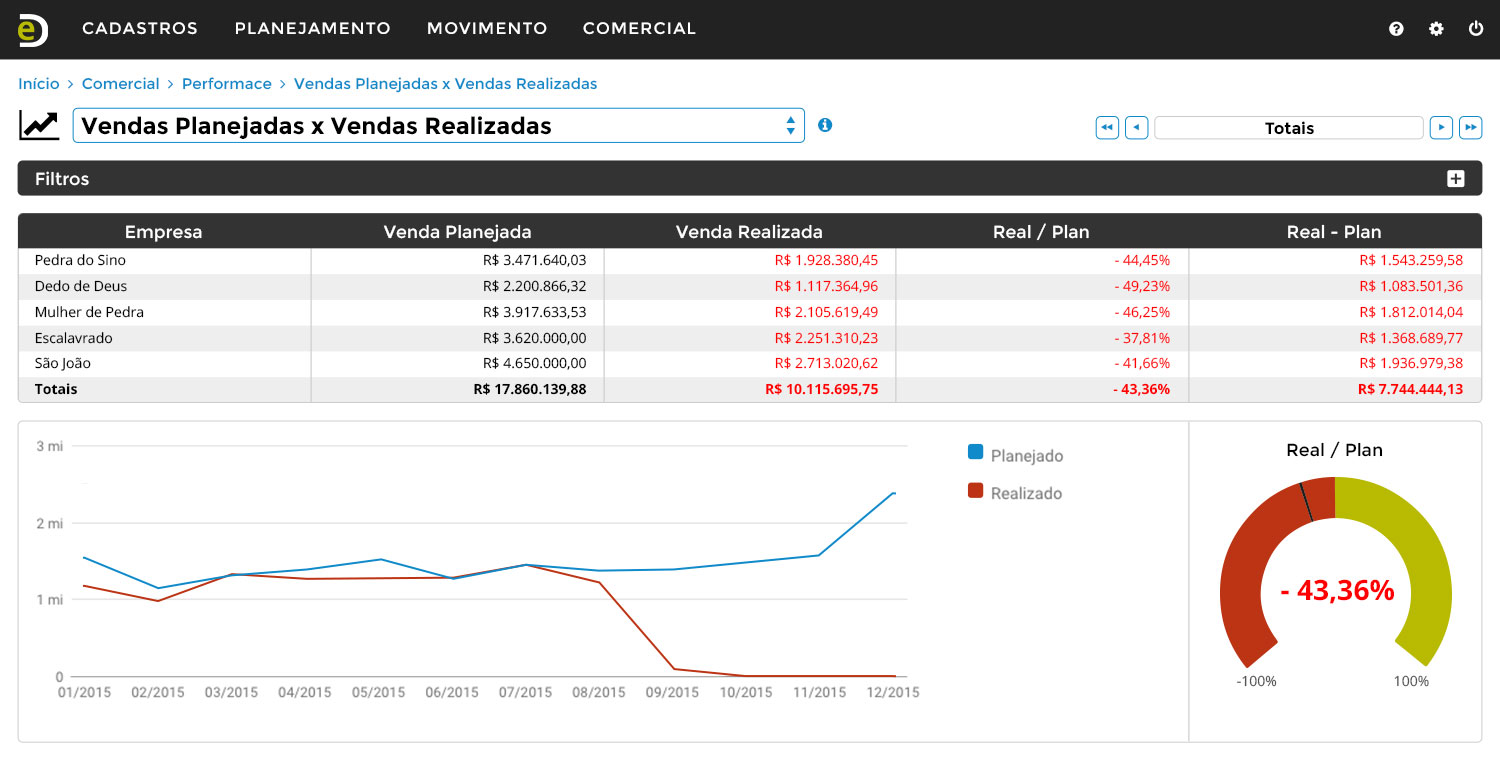 e CADASTROS PLANEJAMENTO MOVIMENTO COMERCIAL
Início › Comercial › Performace › Vendas Planejadas x Vendas Realizadas
Vendas Planejadas x Vendas Realizadas Totais
Filtros
Empresa Venda Planejada Venda Realizada Real / Plan Real - Plan
Pedra do Sino R$ 3.471.640,03 R$ 1.928.380,45 - 44,45% R$ 1.543.259,58
Dedo de Deus R$ 2.200.866,32 R$ 1.117.364,96 - 49,23% R$ 1.083.501,36
Mulher de Pedra R$ 3.917.633,53 R$ 2.105.619,49 - 46,25% R$ 1.812.014,04
Escalavrado R$ 3.620.000,00 R$ 2.251.310,23 - 37,81% R$ 1.368.689,77
São João R$ 4.650.000,00 R$ 2.713.020,62 - 41,66% R$ 1.936.979,38
Totais R$ 17.860.139,88 R$ 10.115.695,75 - 43,36% R$ 7.744.444,13
3 mi
2 mi
1 mi
0
01/2015 02/2015 03/2015 04/2015 05/2015 06/2015 07/2015 08/2015 09/2015 10/2015 11/2015 12/2015
Planejado
Realizado
Real / Plan
- 43,36%
-100% 100%